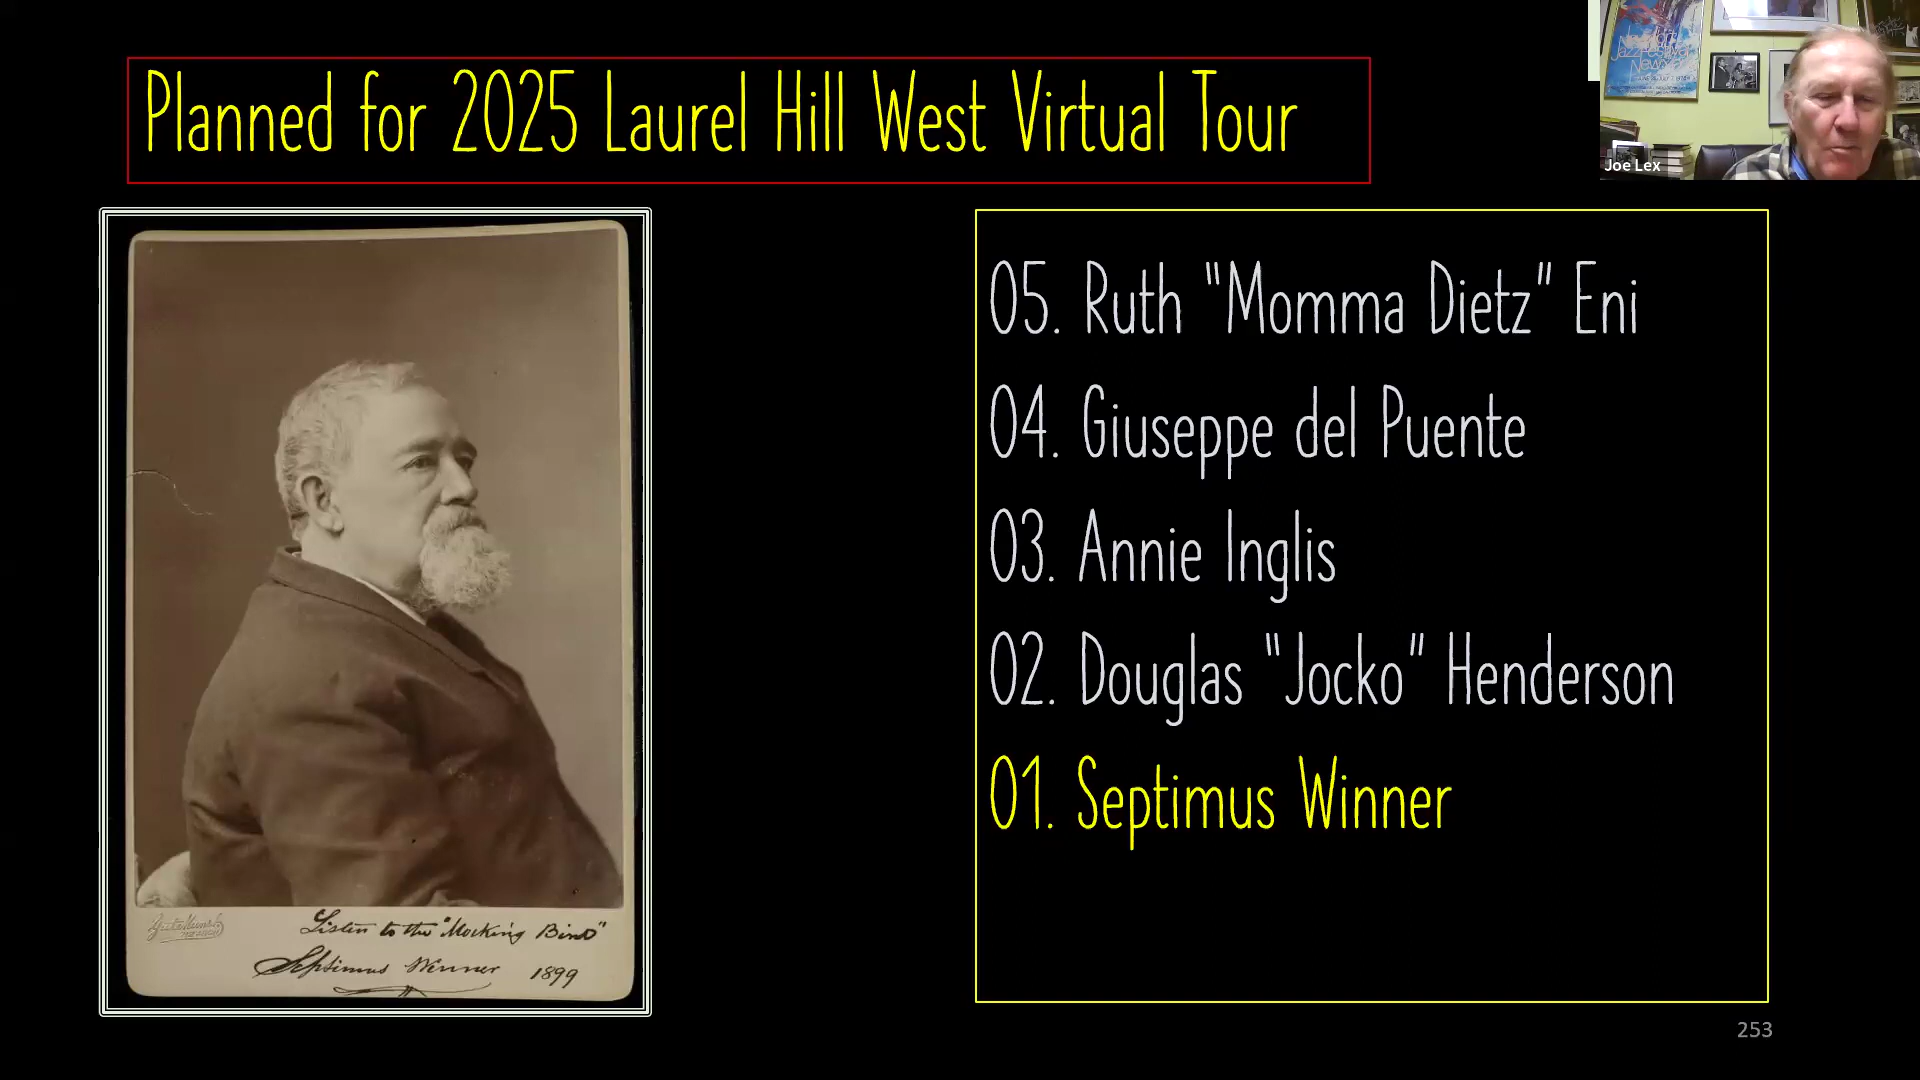 Planned for 2025 Laurel Hill West Virtual Tour
Joe Lex
05. Ruth "Momma Dietz" Eni
04. Giuseppe del Puente
03. Annie Inglis
02. Douglas "Jocko" Henderson
01. Septimus Winner
Listen to the "Mocking Bird"
Septimus Winner 1899
253